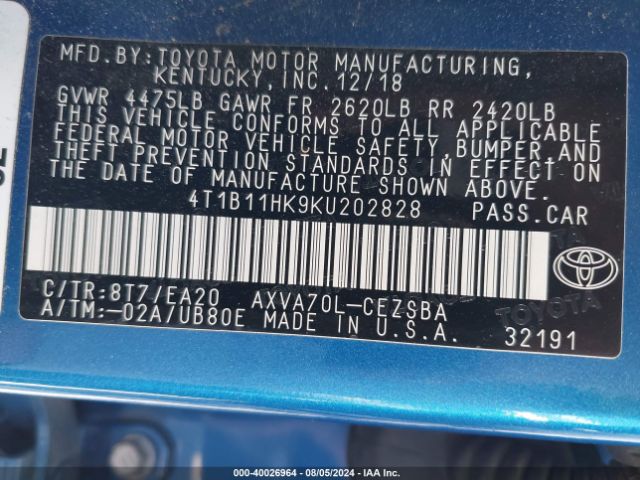 MFD.BY:TOYOTA MOTOR MANUFACTURING,
KENTUCKY,INC.12/18
GVWR 4475LB GAWR FR 2620LB RR 2420LB
THIS VEHICLE CONFORMS TO ALL APPLICABLE
FEDERAL MOTOR VEHICLE SAFETY,BUMPER,AND
THEFT PREVENTION STANDARDS IN EFFECT ON
THE DATE OF MANUFACTURE SHOWN ABOVE.
4T1B11HK9KU202828 PASS.CAR
C/TR:8T7/EA20 AXVA70L-CEZSBA
A/TM:-02A/UB80E MADE IN U.S.A.
TOYOTA
32191
000-40026964 - 08/05/2024 - IAA Inc.